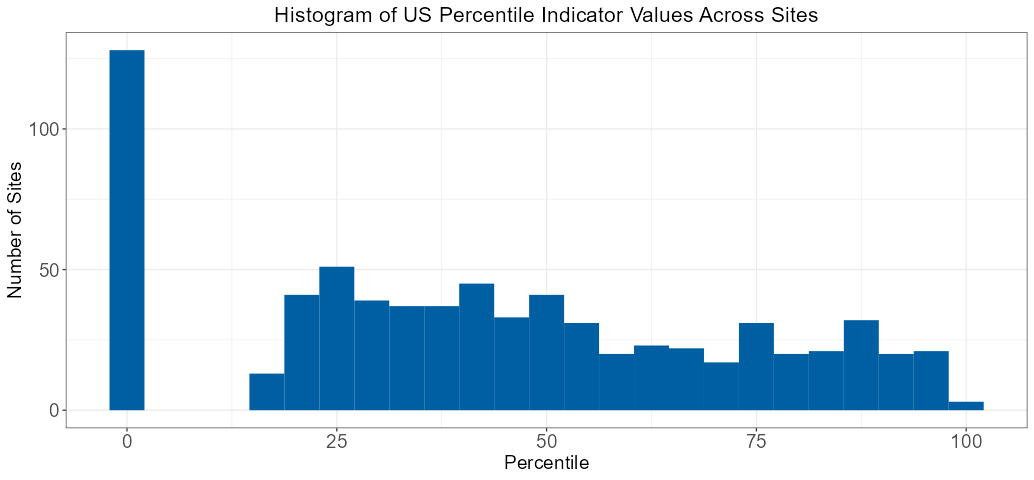 Histogram of US Percentile Indicator Values Across Sites
Number of Sites
100
50
0
0 25 50 75 100
Percentile